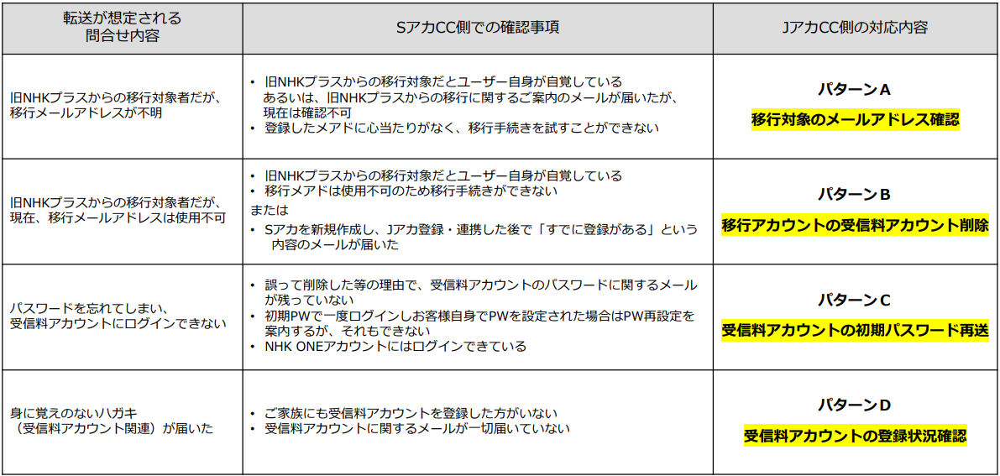 転送が想定される
問合せ内容
SアカCC側での確認事項
JアカCC側の対応内容
旧NHKプラスからの移行対象者だが、
移行メールアドレスが不明
• 旧NHKプラスからの移行対象だとユーザー自身が自覚している
あるいは、旧NHKプラスからの移行に関するご案内のメールが届いたが、
現在は確認不可
• 登録したメアドに心当たりがなく、移行手続きを試すことができない
パターンA
移行対象のメールアドレス確認
旧NHKプラスからの移行対象者だが、
現在、移行メールアドレスは使用不可
• 旧NHKプラスからの移行対象だとユーザー自身が自覚している
• 移行メアドは使用不可のため移行手続きができない
または
• Sアカを新規作成し、Jアカ登録・連携した後で「すでに登録がある」という
内容のメールが届いた
パターンB
移行アカウントの受信料アカウント削除
パスワードを忘れてしまい、
受信料アカウントにログインできない
• 誤って削除した等の理由で、受信料アカウントのパスワードに関するメール
が残っていない
• 初期PWで一度ログインしお客様自身でPWを設定された場合はPW再設定を
案内するが、それもできない
• NHK ONEアカウントにはログインできている
パターンC
受信料アカウントの初期パスワード再送
身に覚えのないハガキ
（受信料アカウント関連）が届いた
• ご家族にも受信料アカウントを登録した方がいない
• 受信料アカウントに関するメールが一切届いていない
パターンD
受信料アカウントの登録状況確認